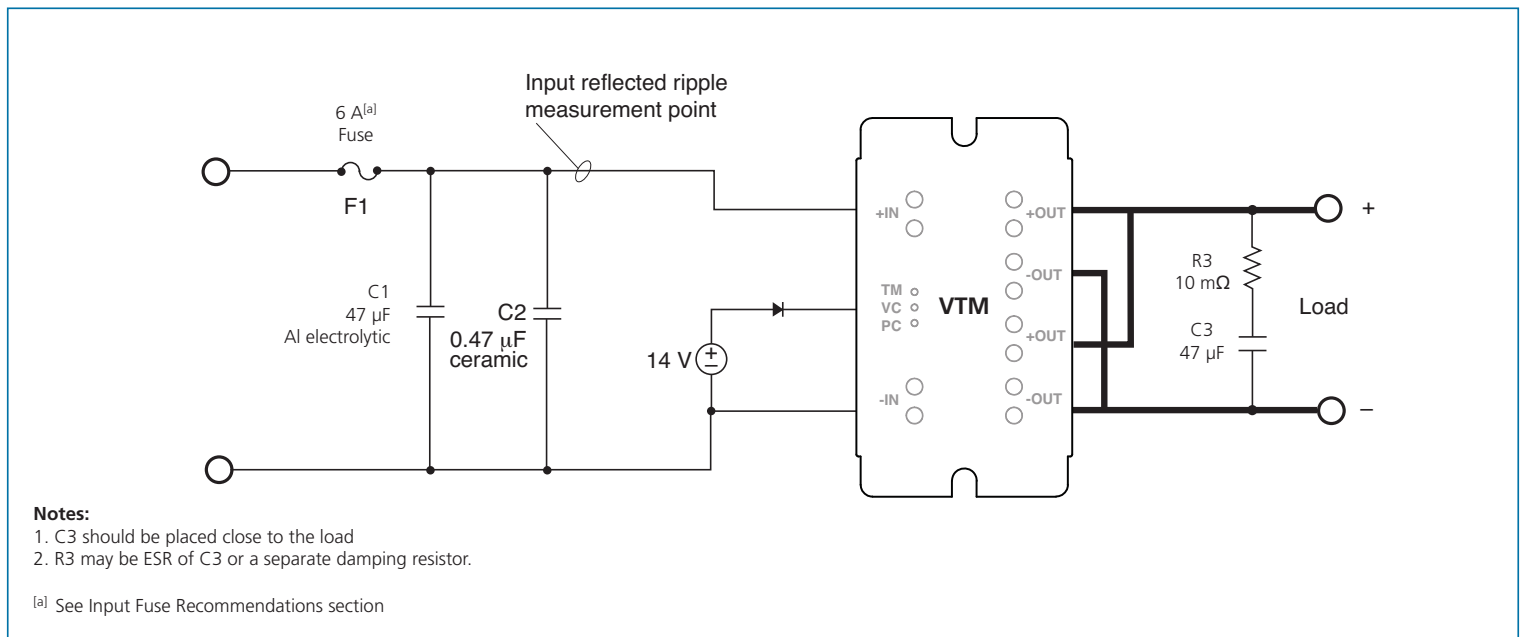 Input reflected ripple
measurement point
6 A[a]
Fuse
F1
C1
47 µF
Al electrolytic
C2
0.47 µF
ceramic
14 V
+
−
+IN
TM
VC
PC
-IN
VTM
+OUT
-OUT
+OUT
-OUT
R3
10 mΩ
C3
47 µF
Load
+
−
Notes:
1. C3 should be placed close to the load
2. R3 may be ESR of C3 or a separate damping resistor.
[a] See Input Fuse Recommendations section